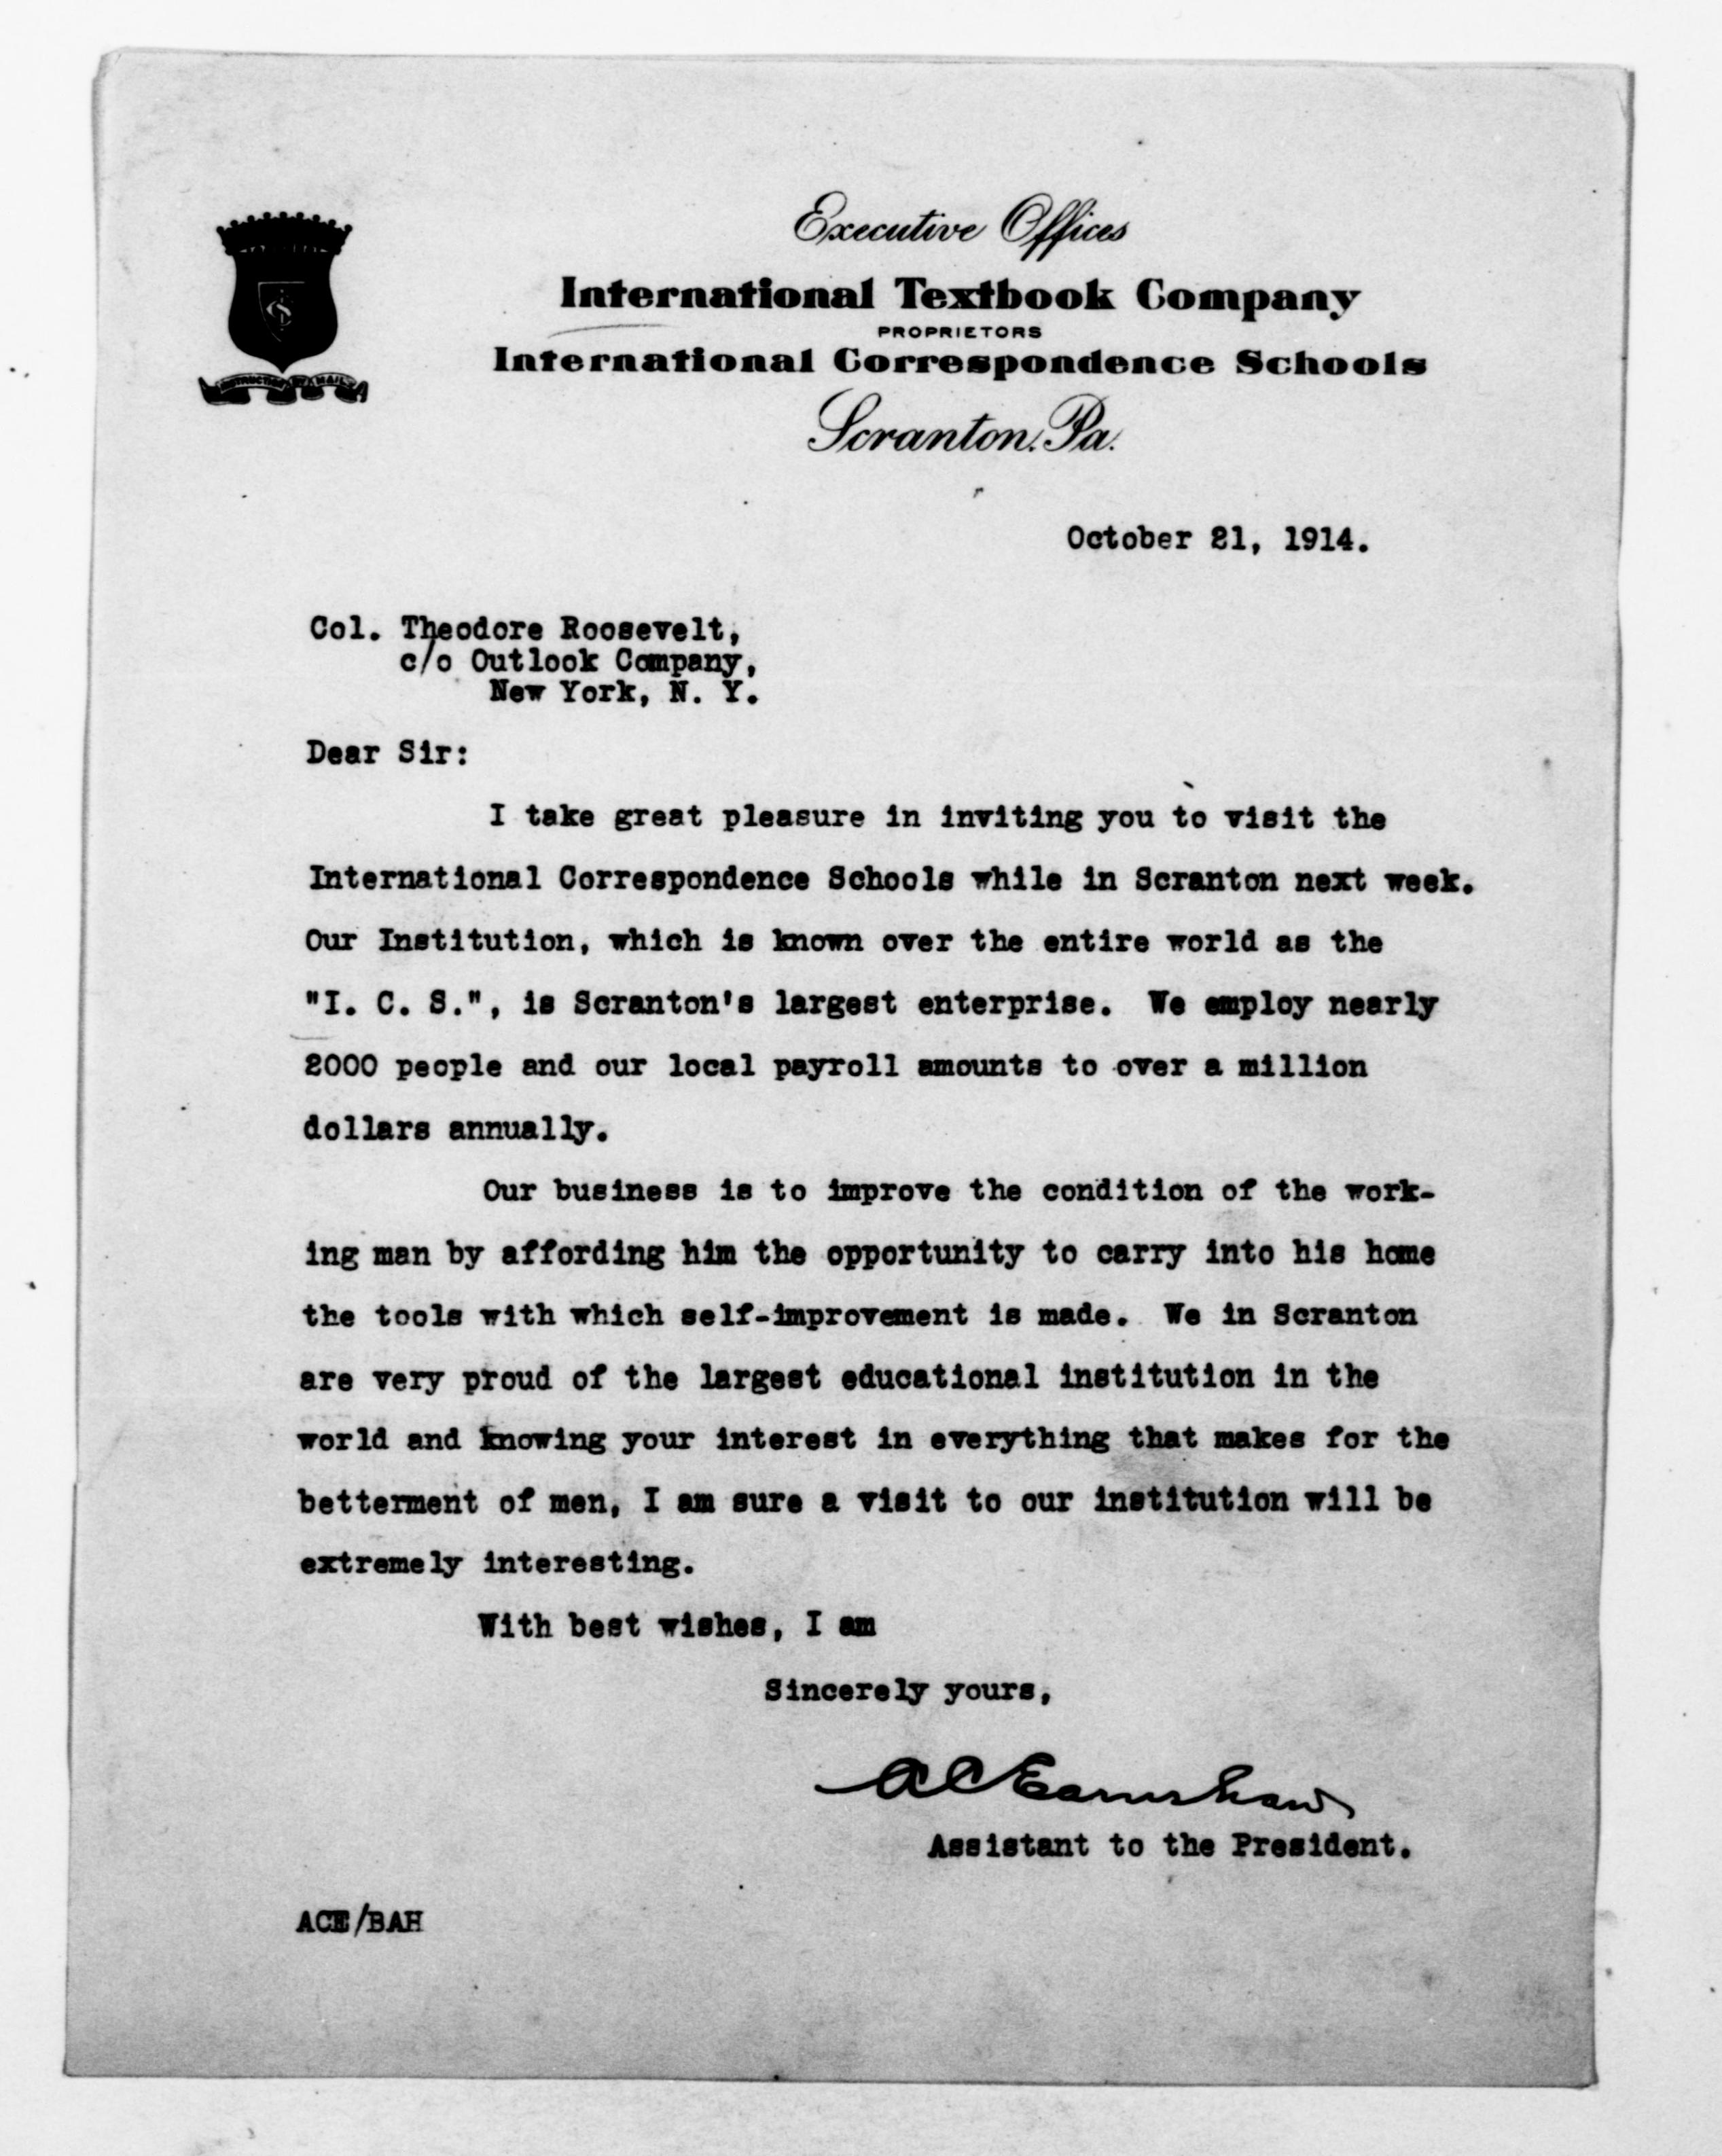 Executive Offices
International Textbook Company
PROPRIETORS
International Correspondence Schools
Scranton, Pa.
INSTRUCTION BY MAIL
October 21, 1914.
Col. Theodore Roosevelt,
c/o Outlook Company,
New York, N. Y.
Dear Sir:
I take great pleasure in inviting you to visit the
International Correspondence Schools while in Scranton next week.
Our Institution, which is known over the entire world as the
"I. C. S.", is Scranton's largest enterprise. We employ nearly
2000 people and our local payroll amounts to over a million
dollars annually.
Our business is to improve the condition of the work-
ing man by affording him the opportunity to carry into his home
the tools with which self-improvement is made. We in Scranton
are very proud of the largest educational institution in the
world and knowing your interest in everything that makes for the
betterment of men, I am sure a visit to our institution will be
extremely interesting.
With best wishes, I am
Sincerely yours,
A C Earnshaw
Assistant to the President.
ACE/BAH